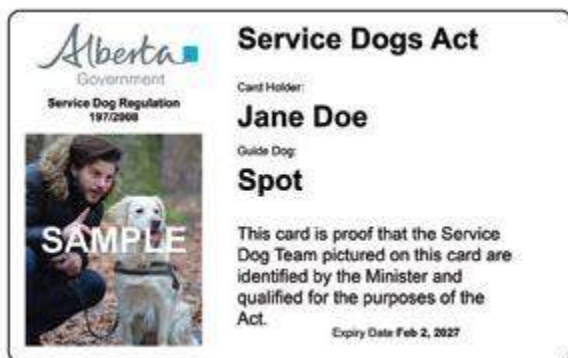 Alberta
Government
Service Dog Regulation
197/2008
SAMPLE
Service Dogs Act
Card Holder:
Jane Doe
Guide Dog:
Spot
This card is proof that the Service
Dog Team pictured on this card are
identified by the Minister and
qualified for the purposes of the
Act.
Expiry Date Feb 2, 2027